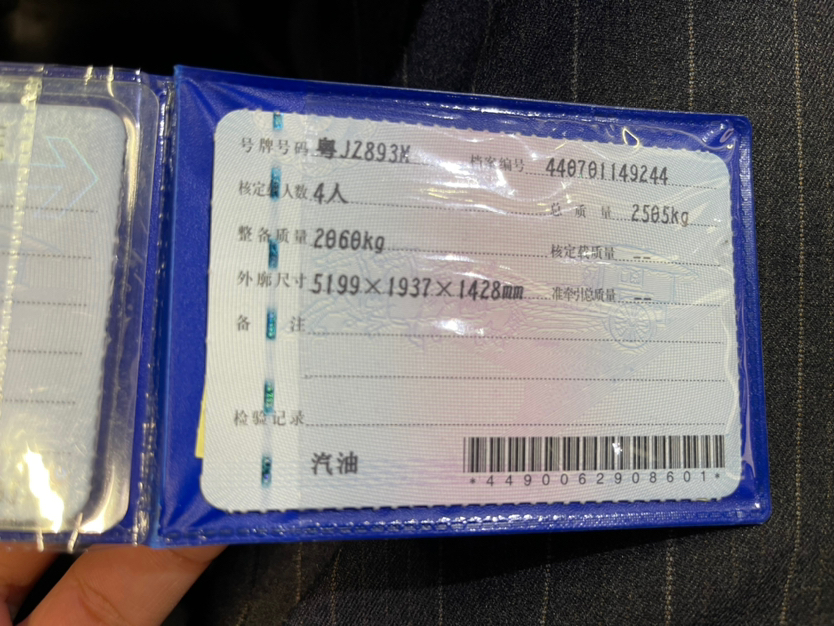 号牌号码 粤JZ893M 档案编号 440701149244
核定载人数 4人 总质量 2505kg
整备质量 2060kg 核定载质量 --
外廓尺寸 5199×1937×1428mm 准牵引总质量 --
备注
检验记录
汽油
*4490062908601*